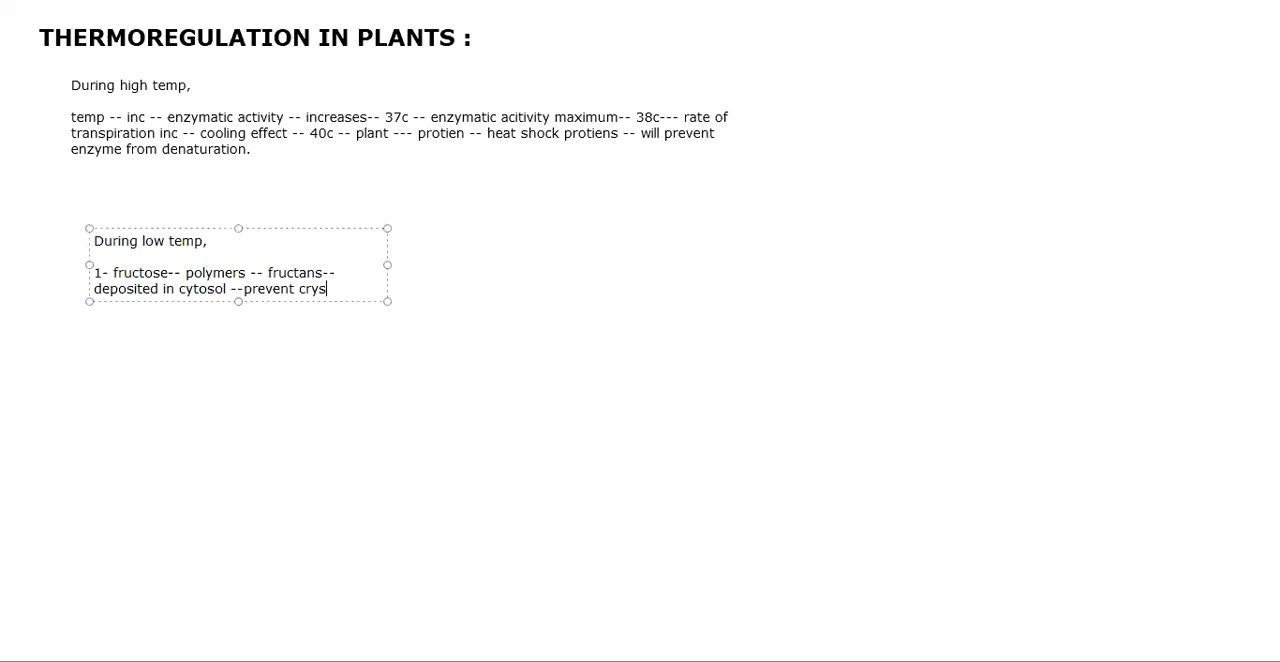 THERMOREGULATION IN PLANTS :
During high temp,
temp -- inc -- enzymatic activity -- increases-- 37c -- enzymatic acitivity maximum-- 38c--- rate of
transpiration inc -- cooling effect -- 40c -- plant --- protien -- heat shock protiens -- will prevent
enzyme from denaturation.
During low temp,
1- fructose-- polymers -- fructans--
deposited in cytosol --prevent crys